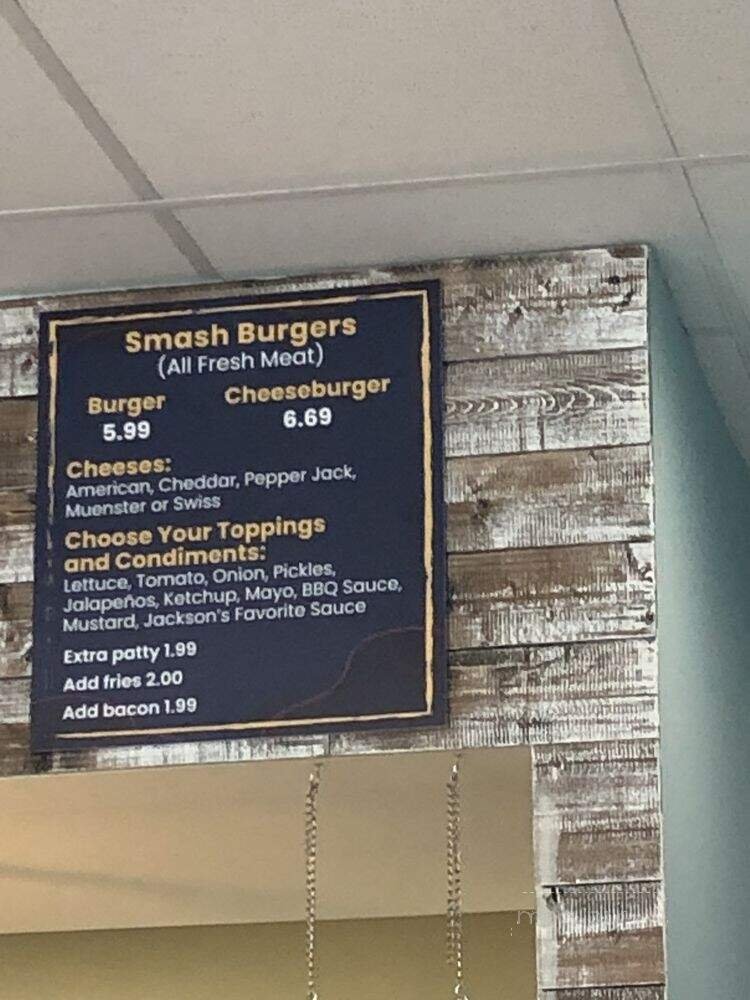 Smash Burgers
(All Fresh Meat)
Burger Cheeseburger
5.99 6.69
Cheeses:
American, Cheddar, Pepper Jack,
Muenster or Swiss
Choose Your Toppings
and Condiments:
Lettuce, Tomato, Onion, Pickles,
Jalapeños, Ketchup, Mayo, BBQ Sauce,
Mustard, Jackson's Favorite Sauce
Extra patty 1.99
Add fries 2.00
Add bacon 1.99